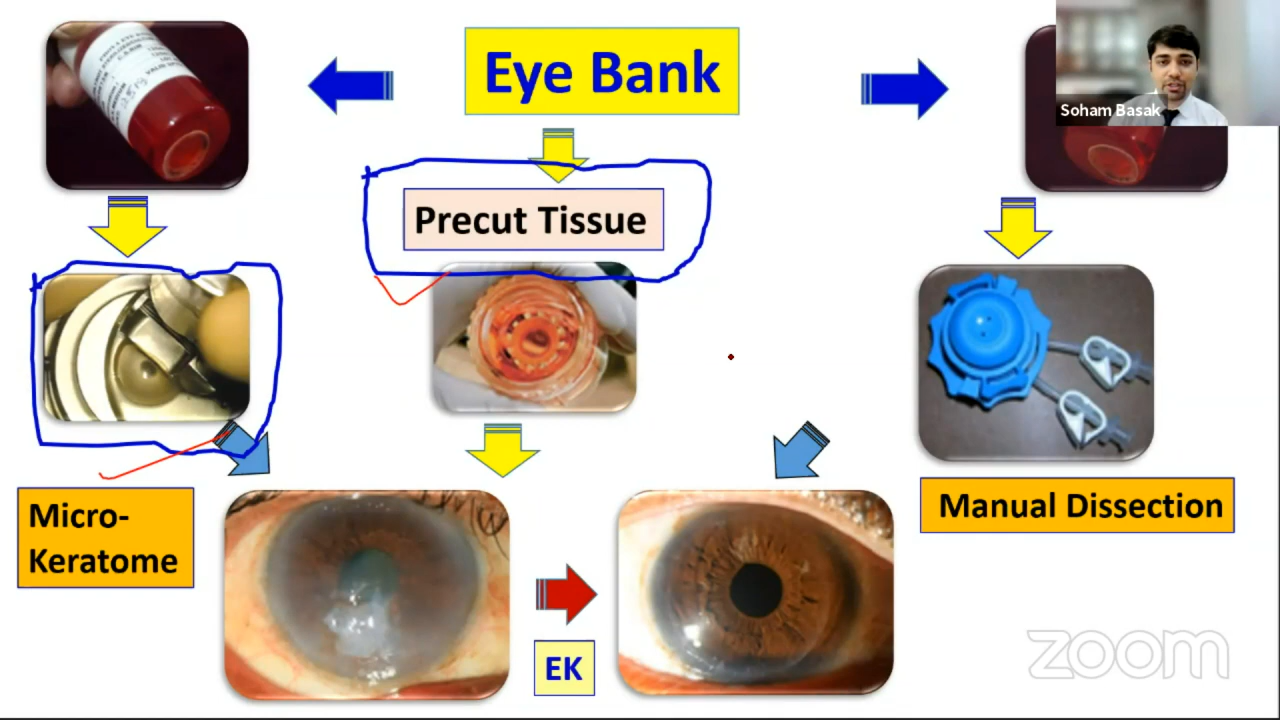 Eye Bank
Soham Basak
Precut Tissue
Micro-
Keratome
Manual Dissection
EK
zoom